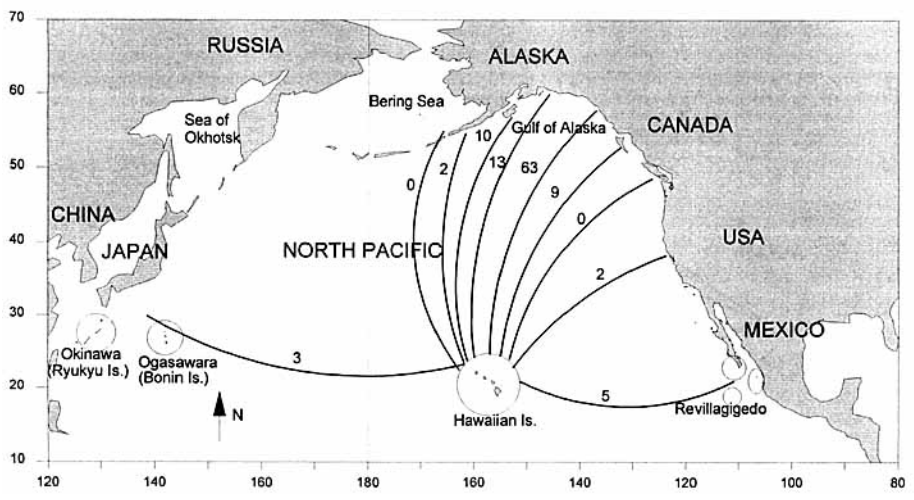 70
60
50
40
30
20
10
RUSSIA
ALASKA
Bering Sea
Sea of
Okhotsk
Gulf of Alaska
CANADA
10
13
63
2
0
9
0
CHINA
JAPAN
NORTH PACIFIC
USA
2
MEXICO
Okinawa
(Ryukyu Is.)
Ogasawara
(Bonin Is.)
3
N
Hawaiian Is.
5
Revillagigedo
120
140
160
180
160
140
120
100
80